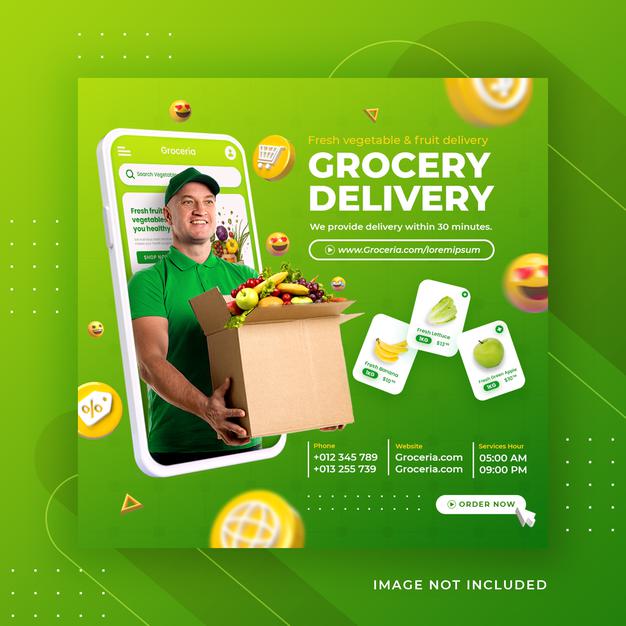 Groceria
Search Vegetable
Fresh fruit
vegetables
you healthy
SHOP NOW
Fresh vegetable & fruit delivery
GROCERY
DELIVERY
We provide delivery within 30 minutes.
www.Groceria.com/loremipsum
Fresh Lettuce
1KG $13
Fresh Banana
1KG $10
Fresh Green Apple
1KG $10
Phone
+012 345 789
+013 255 739
Website
Groceria.com
Groceria.com
Services Hour
05:00 AM
09:00 PM
ORDER NOW
IMAGE NOT INCLUDED